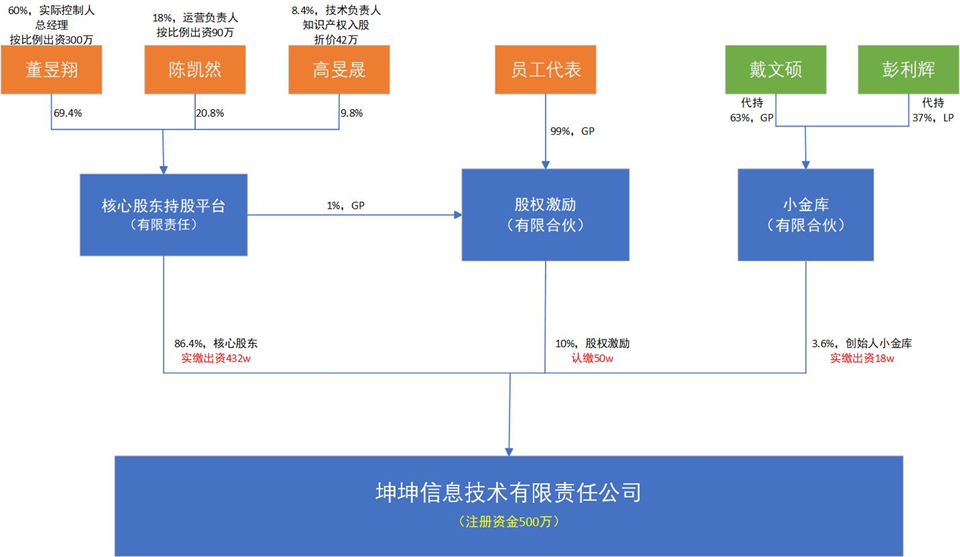 60%，实际控制人
总经理
按比例出资300万
18%，运营负责人
按比例出资90万
8.4%，技术负责人
知识产权入股
折价42万
董昱翔
陈凯然
高旻晟
员工代表
戴文硕
彭利辉
69.4%
20.8%
9.8%
99%，GP
代持
63%，GP
代持
37%，LP
核心股东持股平台
（有限责任）
1%，GP
股权激励
（有限合伙）
小金库
（有限合伙）
86.4%，核心股东
实缴出资432w
10%，股权激励
认缴50w
3.6%，创始人小金库
实缴出资18w
坤坤信息技术有限责任公司
（注册资金500万）